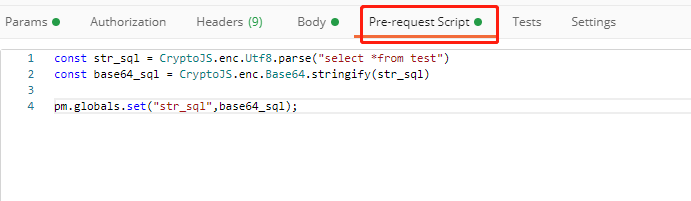 Params Authorization Headers (9) Body Pre-request Script Tests Settings
1 const str_sql = CryptoJS.enc.Utf8.parse("select *from test")
2 const base64_sql = CryptoJS.enc.Base64.stringify(str_sql)
3
4 pm.globals.set("str_sql",base64_sql);